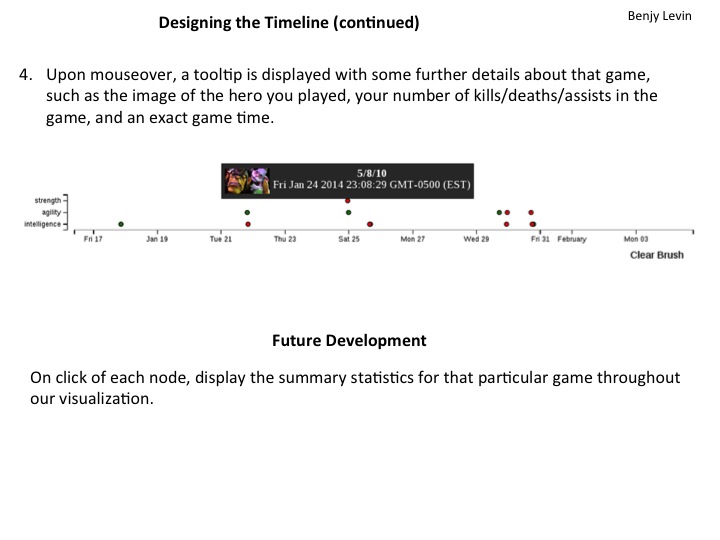 Benjy Levin
Designing the Timeline (continued)
4. Upon mouseover, a tooltip is displayed with some further details about that game,
such as the image of the hero you played, your number of kills/deaths/assists in the
game, and an exact game time.
5/8/10
Fri Jan 24 2014 23:08:29 GMT-0500 (EST)
strength
agility
intelligence
Fri 17 Jan 19 Tue 21 Thu 23 Sat 25 Mon 27 Wed 29 Fri 31 February Mon 03
Clear Brush
Future Development
On click of each node, display the summary statistics for that particular game throughout
our visualization.